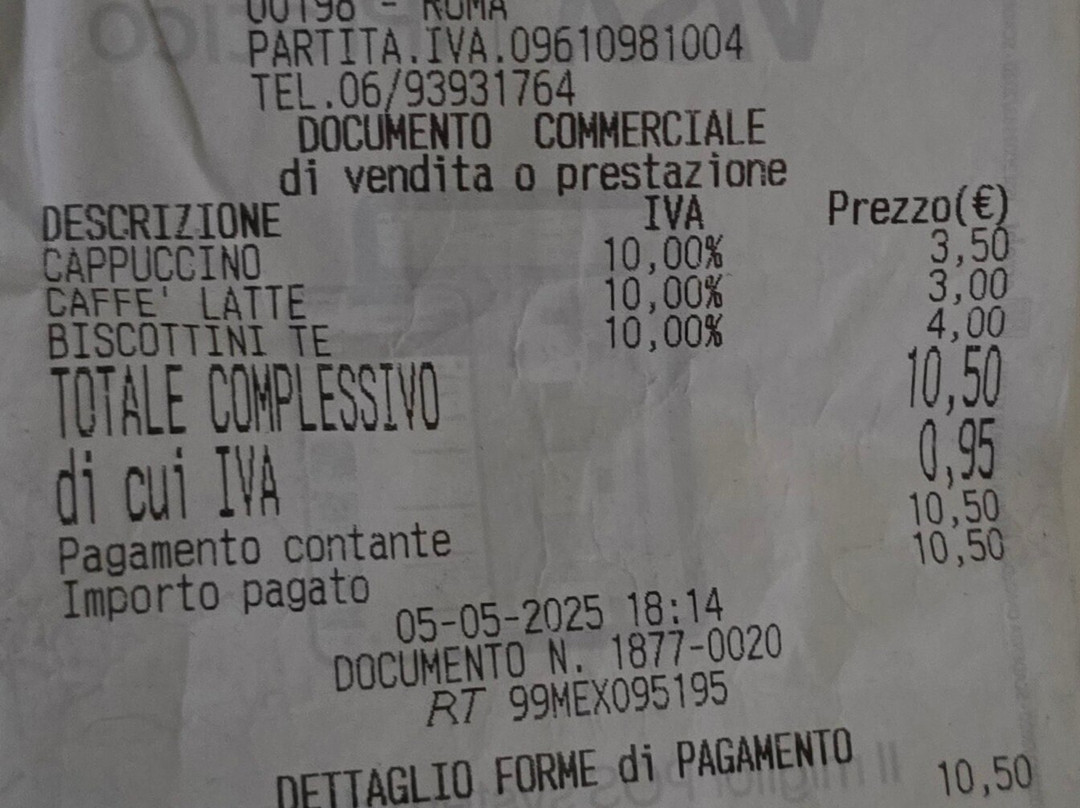 00198 - ROMA
PARTITA.IVA.09610981004
TEL.06/93931764
DOCUMENTO COMMERCIALE
di vendita o prestazione
DESCRIZIONE IVA Prezzo(€)
CAPPUCCINO 10,00% 3,50
CAFFE' LATTE 10,00% 3,00
BISCOTTINI TE 10,00% 4,00
TOTALE COMPLESSIVO 10,50
di cui IVA 0,95
Pagamento contante 10,50
Importo pagato 10,50
05-05-2025 18:14
DOCUMENTO N. 1877-0020
RT 99MEX095195
DETTAGLIO FORME di PAGAMENTO
10,50